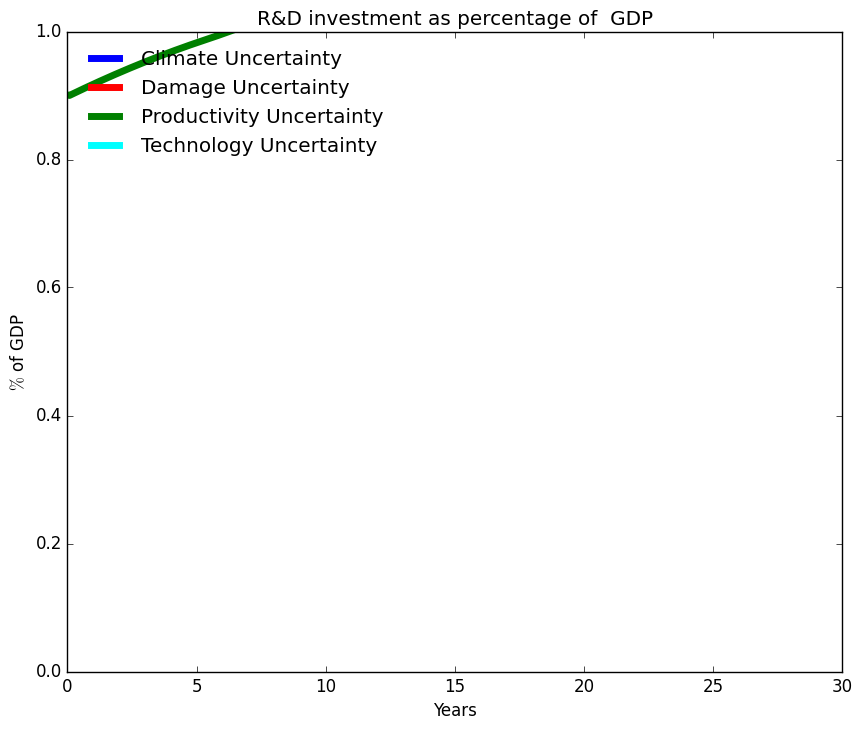 R&D investment as percentage of  GDP
1.0
Climate Uncertainty
Damage Uncertainty
Productivity Uncertainty
Technology Uncertainty
0.8
0.6
% of GDP
0.4
0.2
0.0
0 5 10 15 20 25 30
Years